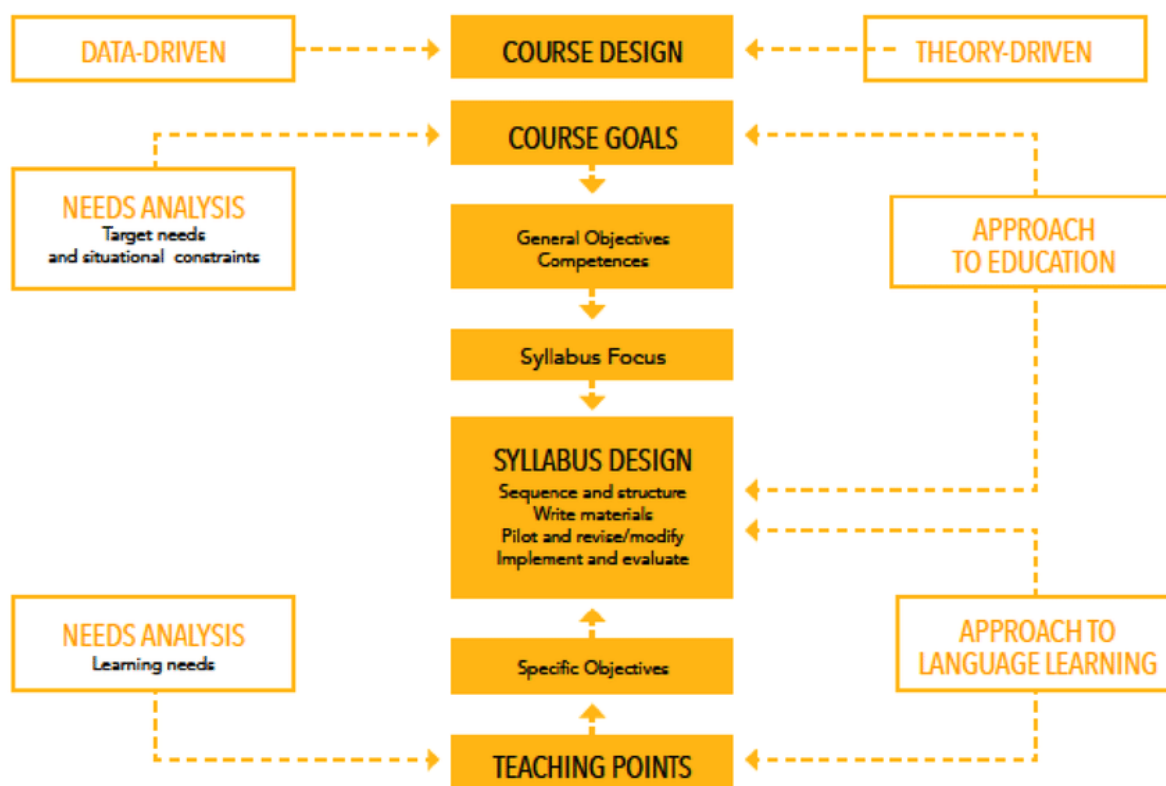 DATA-DRIVEN
COURSE DESIGN
THEORY-DRIVEN
COURSE GOALS
NEEDS ANALYSIS
Target needs
and situational constraints
General Objectives
Competences
APPROACH
TO EDUCATION
Syllabus Focus
SYLLABUS DESIGN
Sequence and structure
Write materials
Pilot and revise/modify
Implement and evaluate
NEEDS ANALYSIS
Learning needs
Specific Objectives
APPROACH TO
LANGUAGE LEARNING
TEACHING POINTS